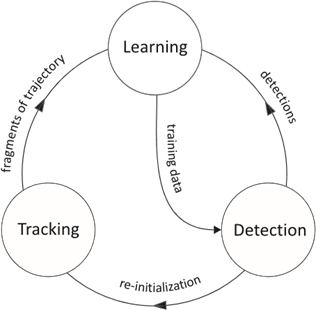 Learning
fragments of trajectory
detections
training data
Tracking
Detection
re-initialization